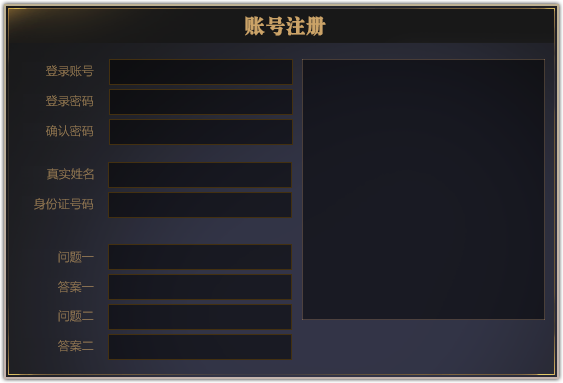 账号注册
登录账号
登录密码
确认密码
真实姓名
身份证号码
问题一
答案一
问题二
答案二